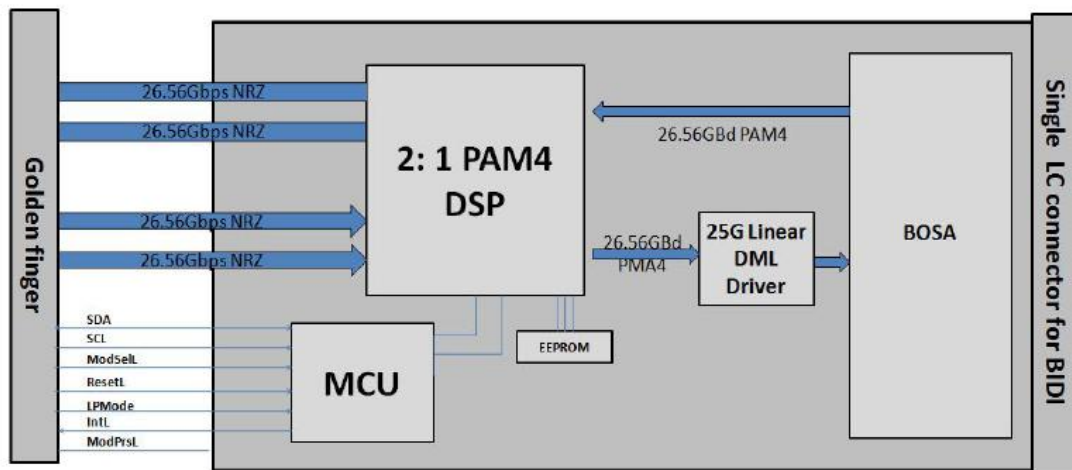 Golden finger
26.56Gbps NRZ
26.56Gbps NRZ
26.56Gbps NRZ
26.56Gbps NRZ
2: 1 PAM4
DSP
26.56GBd PAM4
26.56GBd
PMA4
25G Linear
DML
Driver
BOSA
SDA
SCL
ModSelL
ResetL
LPMode
IntL
ModPrsL
MCU
EEPROM
Single LC connector for BIDI